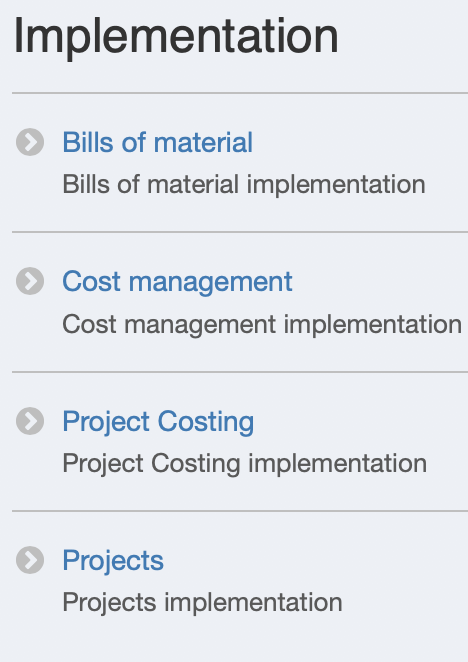 Implementation
Bills of material
Bills of material implementation
Cost management
Cost management implementation
Project Costing
Project Costing implementation
Projects
Projects implementation